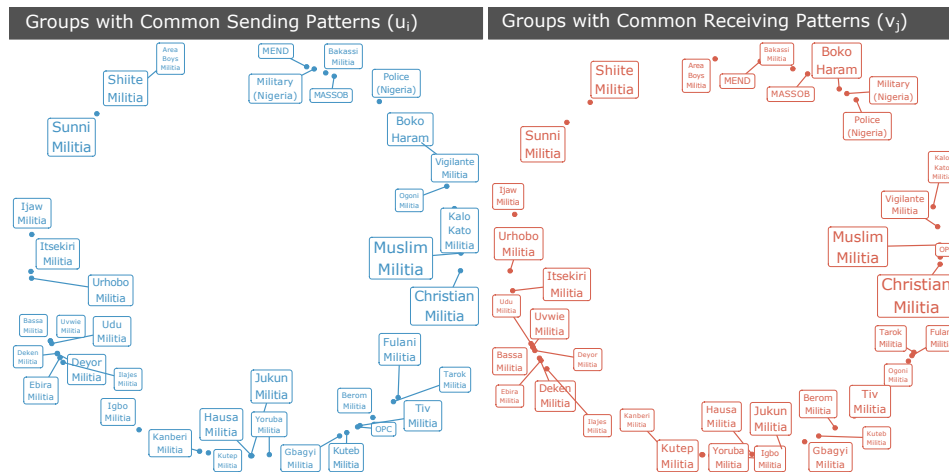 Groups with Common Sending Patterns (ui)
Area
Boys
Militia
Shiite
Militia
Sunni
Militia
MEND
Bakassi
Militia
Military
(Nigeria)
MASSOB
Police
(Nigeria)
Boko
Haram
Vigilante
Militia
Ogoni
Militia
Kalo
Kato
Militia
Muslim
Militia
Christian
Militia
Ijaw
Militia
Itsekiri
Militia
Urhobo
Militia
Bassa
Militia
Uvwie
Militia
Udu
Militia
Deken
Militia
Deyor
Militia
Ilajes
Militia
Ebira
Militia
Igbo
Militia
Kanberi
Militia
Kutep
Militia
Hausa
Militia
Jukun
Militia
Yoruba
Militia
Fulani
Militia
Tarok
Militia
Berom
Militia
Tiv
Militia
OPC
Gbagyi
Militia
Kuteb
Militia
Groups with Common Receiving Patterns (vj)
Shiite
Militia
Sunni
Militia
Area
Boys
Militia
MEND
Bakassi
Militia
MASSOB
Boko
Haram
Military
(Nigeria)
Police
(Nigeria)
Kalo
Kato
Militia
Vigilante
Militia
Muslim
Militia
OPC
Christian
Militia
Ijaw
Militia
Urhobo
Militia
Itsekiri
Militia
Udu
Militia
Uvwie
Militia
Bassa
Militia
Deyor
Militia
Ebira
Militia
Deken
Militia
Ilajes
Militia
Kanberi
Militia
Kutep
Militia
Hausa
Militia
Yoruba
Militia
Jukun
Militia
Igbo
Militia
Tarok
Militia
Fulani
Militia
Ogoni
Militia
Berom
Militia
Tiv
Militia
Gbagyi
Militia
Kuteb
Militia